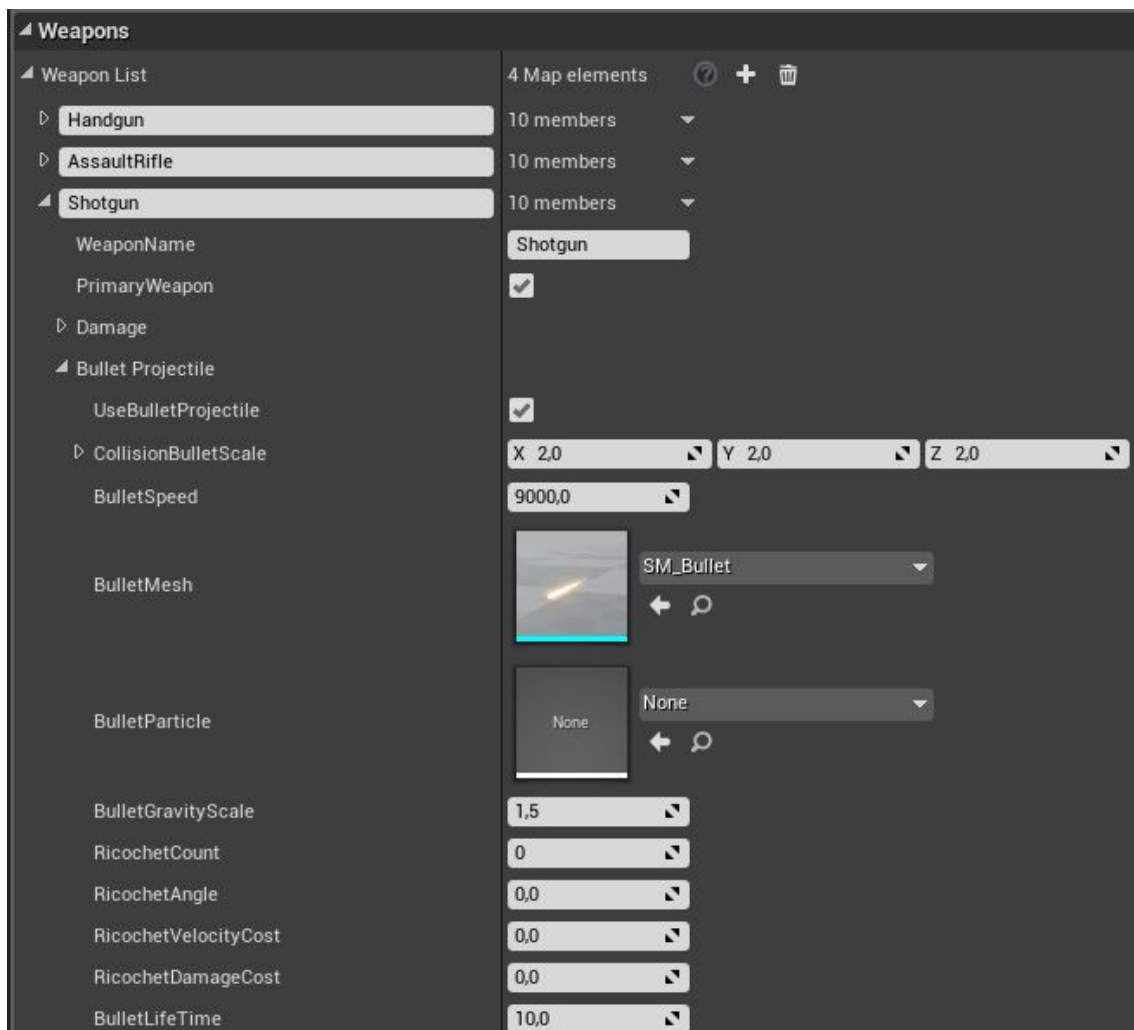 Weapons
Weapon List 4 Map elements ?
Handgun 10 members
AssaultRifle 10 members
Shotgun 10 members
WeaponName Shotgun
PrimaryWeapon
Damage
Bullet Projectile
UseBulletProjectile
CollisionBulletScale X 2,0 Y 2,0 Z 2,0
BulletSpeed 9000,0
BulletMesh SM_Bullet
BulletParticle None None
BulletGravityScale 1,5
RicochetCount 0
RicochetAngle 0,0
RicochetVelocityCost 0,0
RicochetDamageCost 0,0
BulletLifeTime 10,0